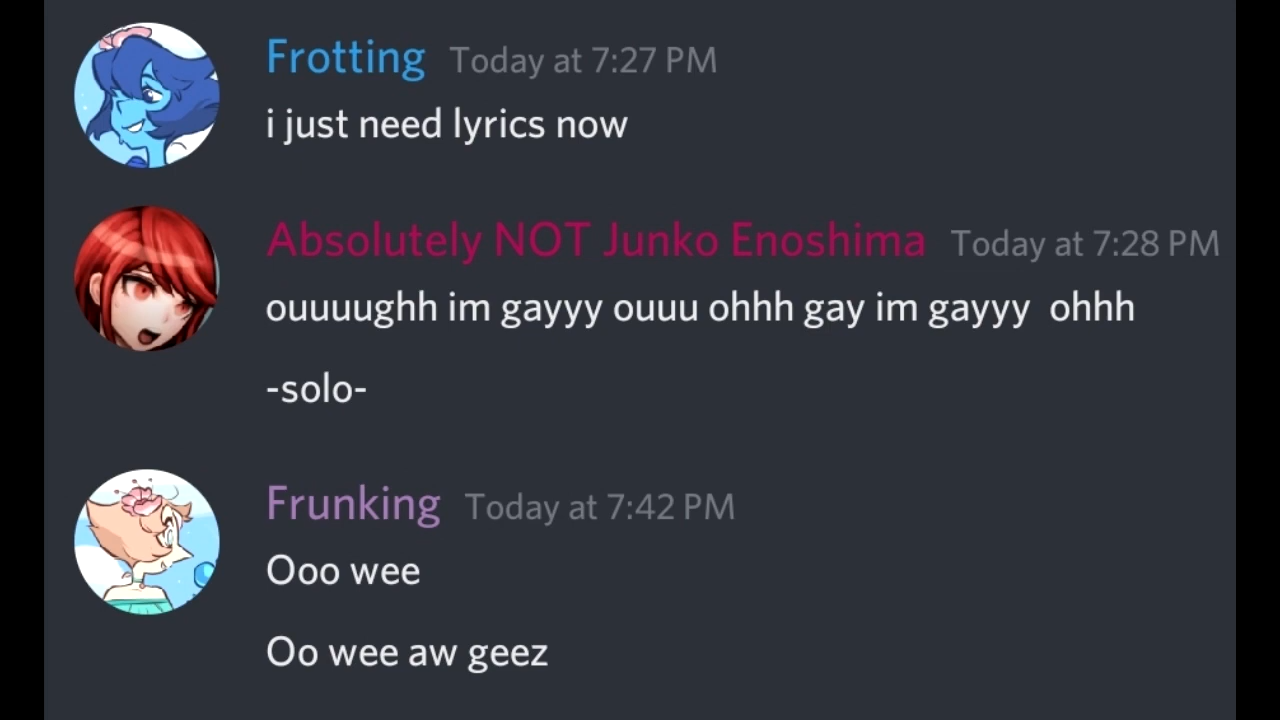 Frotting Today at 7:27 PM
i just need lyrics now
Absolutely NOT Junko Enoshima Today at 7:28 PM
ouuuughh im gayyy ouuu ohhh gay im gayyy  ohhh
-solo-
Frunking Today at 7:42 PM
Ooo wee
Oo wee aw geez